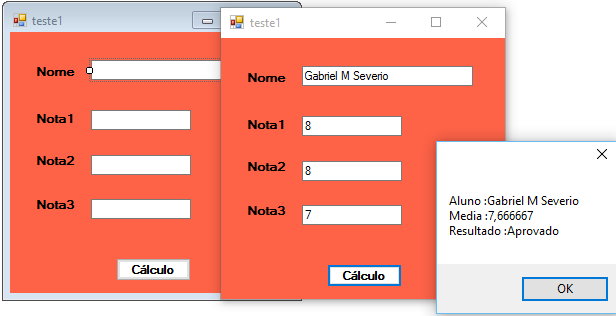 teste1
Nome
Nota1
Nota2
Nota3
Cálculo
teste1
Nome Gabriel M Severio
Nota1 8
Nota2 8
Nota3 7
Cálculo
Aluno :Gabriel M Severio
Media :7,666667
Resultado :Aprovado
OK